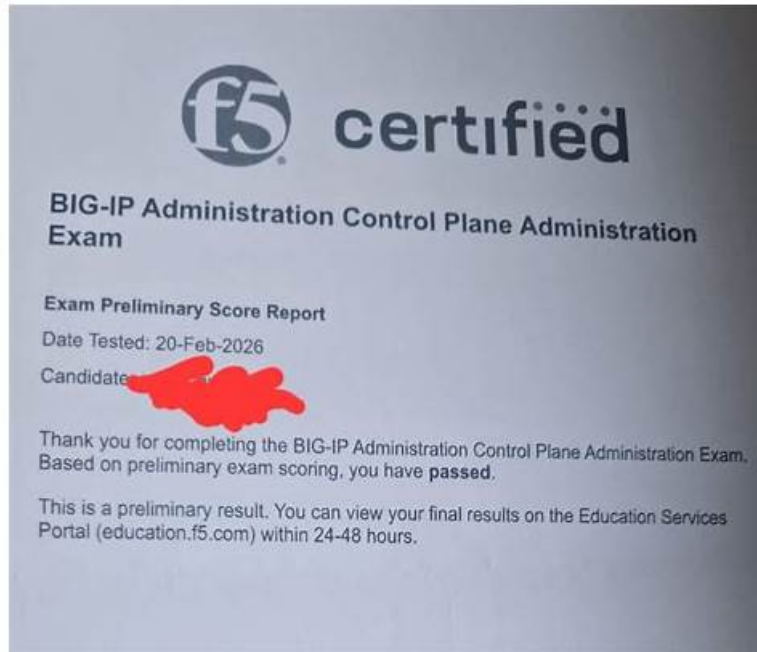 f5 certified
BIG-IP Administration Control Plane Administration
Exam
Exam Preliminary Score Report
Date Tested: 20-Feb-2026
Candidate
Thank you for completing the BIG-IP Administration Control Plane Administration Exam.
Based on preliminary exam scoring, you have passed.
This is a preliminary result. You can view your final results on the Education Services
Portal (education.f5.com) within 24-48 hours.